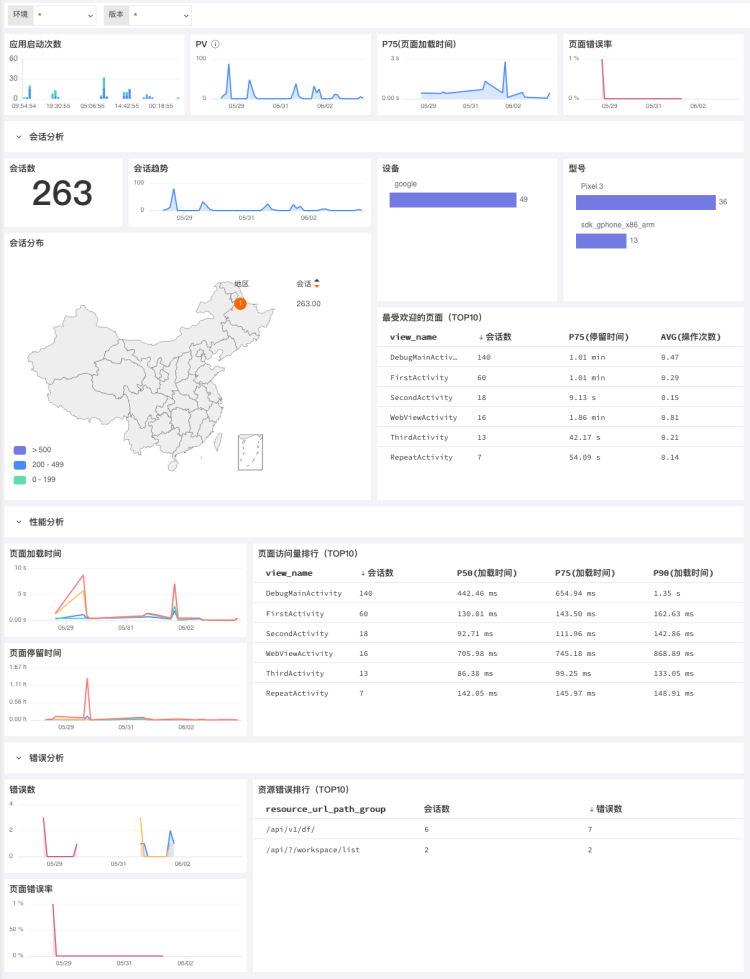 环境 * 版本 *
应用启动次数
60
30
0
09:54:54 19:30:55 05:06:55 14:42:55 00:18:55
PV
100
0
05/29 05/31 06/02
P75(页面加载时间)
3 s
0.00 s
05/29 05/31 06/02
页面错误率
1 %
0 %
05/29 05/31 06/02
会话分析
会话数
263
会话趋势
100
0
05/29 05/31 06/02
设备
google
49
型号
Pixel 3
36
sdk_gphone_x86_arm
13
会话分布
地区 会话
1 263.00
> 500
200 - 499
0 - 199
最受欢迎的页面（TOP10）
view_name 会话数 P75(停留时间) AVG(操作次数)
DebugMainActiv… 140 1.01 min 0.47
FirstActivity 60 1.01 min 0.29
SecondActivity 18 9.13 s 0.15
WebViewActivity 16 1.86 min 0.81
ThirdActivity 13 42.17 s 0.21
RepeatActivity 7 54.09 s 0.14
性能分析
页面加载时间
10 s
5 s
0.00 s
05/29 05/31 06/02
页面停留时间
1.67 h
1.11 h
0.56 h
0.00 h
05/29 05/31 06/02
页面访问量排行（TOP10）
view_name 会话数 P50(加载时间) P75(加载时间) P90(加载时间)
DebugMainActivity 140 442.46 ms 654.94 ms 1.35 s
FirstActivity 60 130.01 ms 143.50 ms 162.63 ms
SecondActivity 18 92.71 ms 111.96 ms 142.86 ms
WebViewActivity 16 705.98 ms 745.18 ms 868.89 ms
ThirdActivity 13 86.38 ms 99.25 ms 133.05 ms
RepeatActivity 7 142.05 ms 145.97 ms 148.91 ms
错误分析
错误数
4
2
0
05/29 05/31 06/02
页面错误率
1 %
50 %
0 %
05/29 05/31 06/02
资源错误排行（TOP10）
resource_url_path_group 会话数 错误数
/api/v1/df/ 6 7
/api/?/workspace/list 2 2